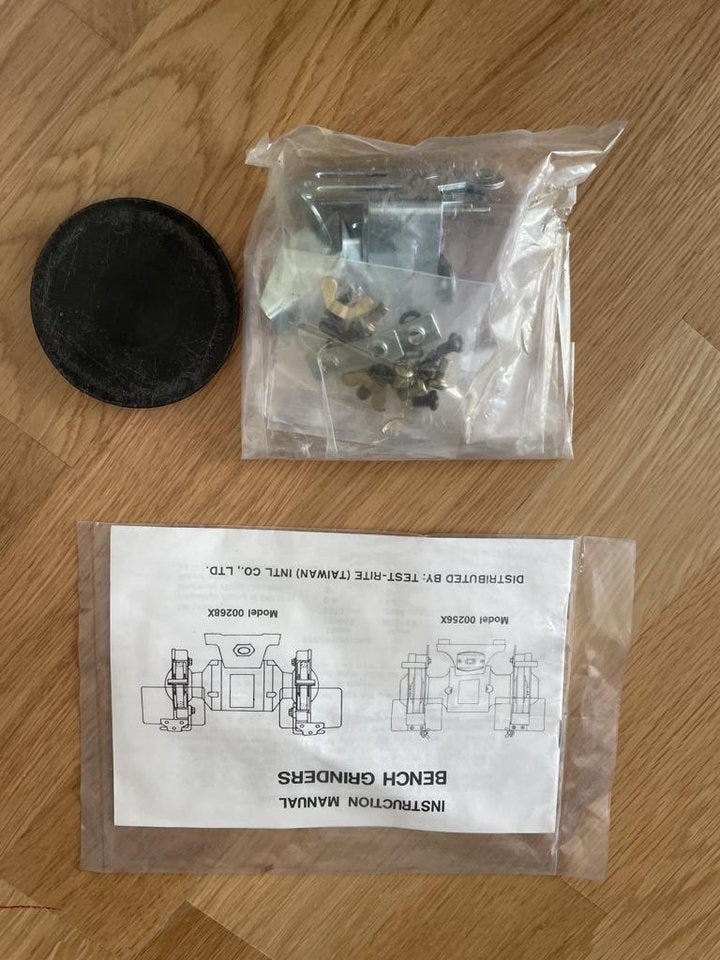 INSTRUCTION MANUAL
BENCH GRINDERS
Model 00256X
Model 00268X
DISTRIBUTED BY: TEST-RITE (TAIWAN) INTL CO., LTD.